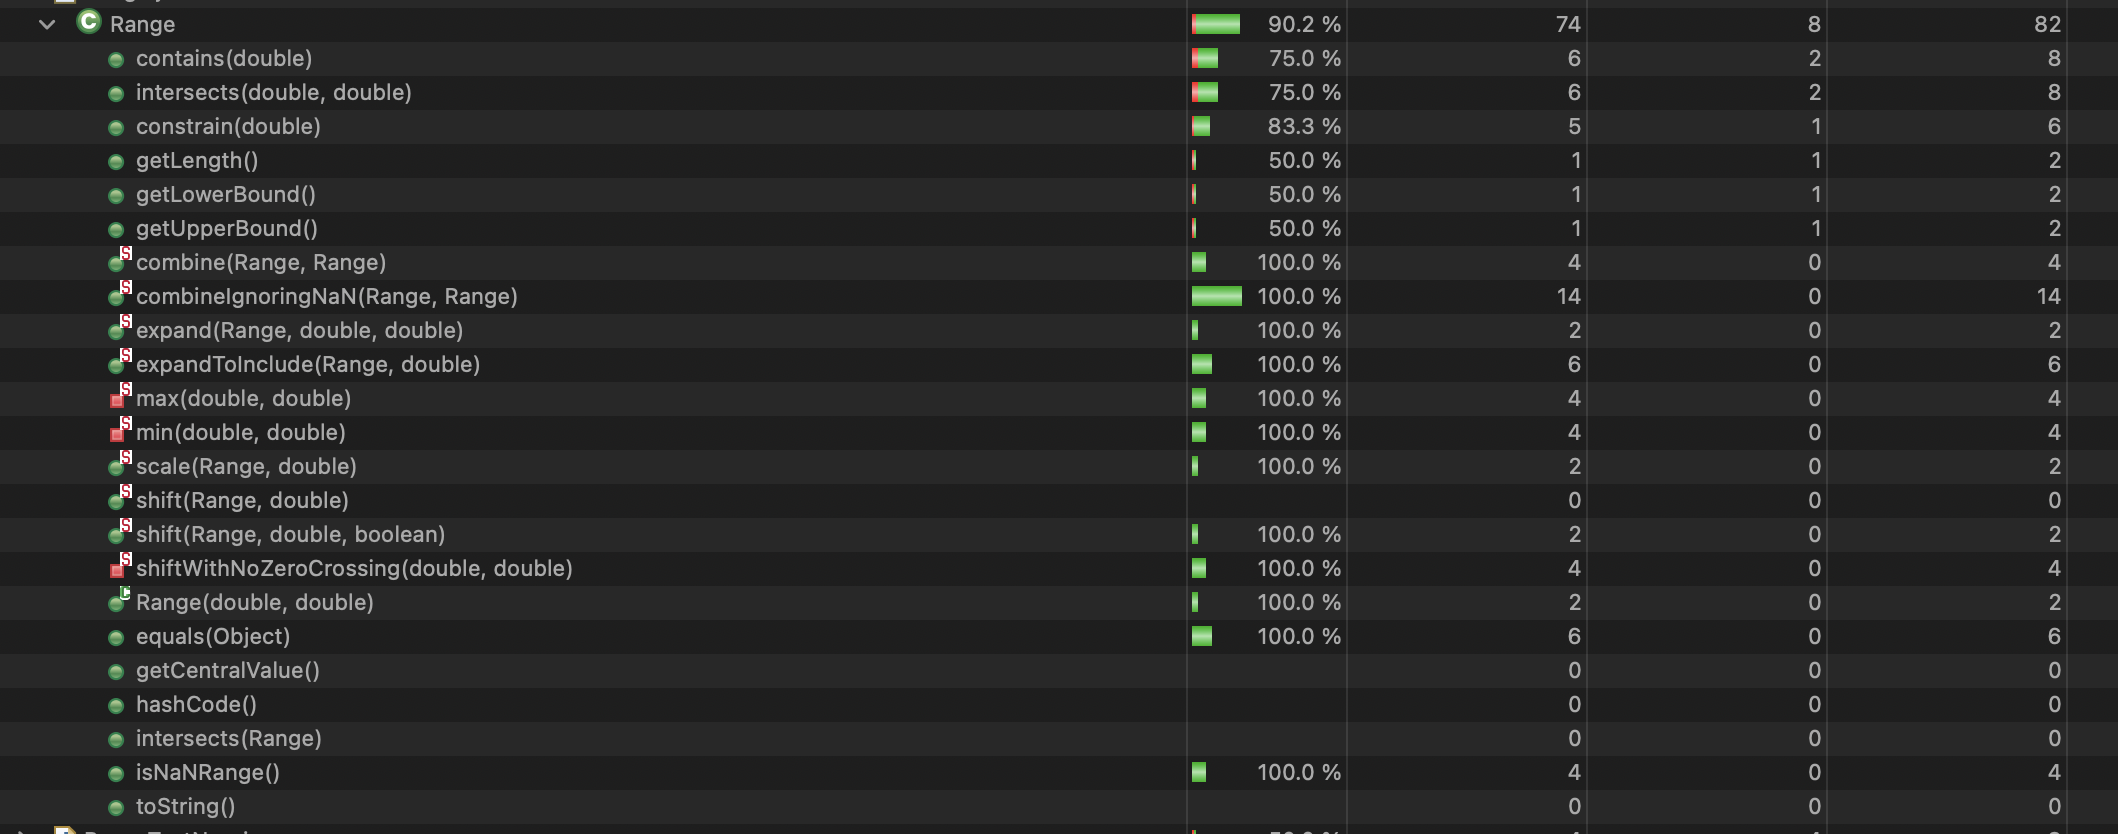 Range 90.2 % 74 8 82
contains(double) 75.0 % 6 2 8
intersects(double, double) 75.0 % 6 2 8
constrain(double) 83.3 % 5 1 6
getLength() 50.0 % 1 1 2
getLowerBound() 50.0 % 1 1 2
getUpperBound() 50.0 % 1 1 2
combine(Range, Range) 100.0 % 4 0 4
combineIgnoringNaN(Range, Range) 100.0 % 14 0 14
expand(Range, double, double) 100.0 % 2 0 2
expandToInclude(Range, double) 100.0 % 6 0 6
max(double, double) 100.0 % 4 0 4
min(double, double) 100.0 % 4 0 4
scale(Range, double) 100.0 % 2 0 2
shift(Range, double) 0 0 0
shift(Range, double, boolean) 100.0 % 2 0 2
shiftWithNoZeroCrossing(double, double) 100.0 % 4 0 4
Range(double, double) 100.0 % 2 0 2
equals(Object) 100.0 % 6 0 6
getCentralValue() 0 0 0
hashCode() 0 0 0
intersects(Range) 0 0 0
isNaNRange() 100.0 % 4 0 4
toString() 0 0 0